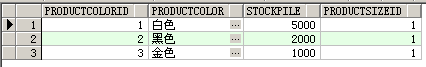 PRODUCTCOLORID PRODUCTCOLOR STOCKPILE PRODUCTSIZEID
1 1 白色 ... 5000 1
2 2 黑色 ... 2000 1
3 3 金色 ... 1000 1